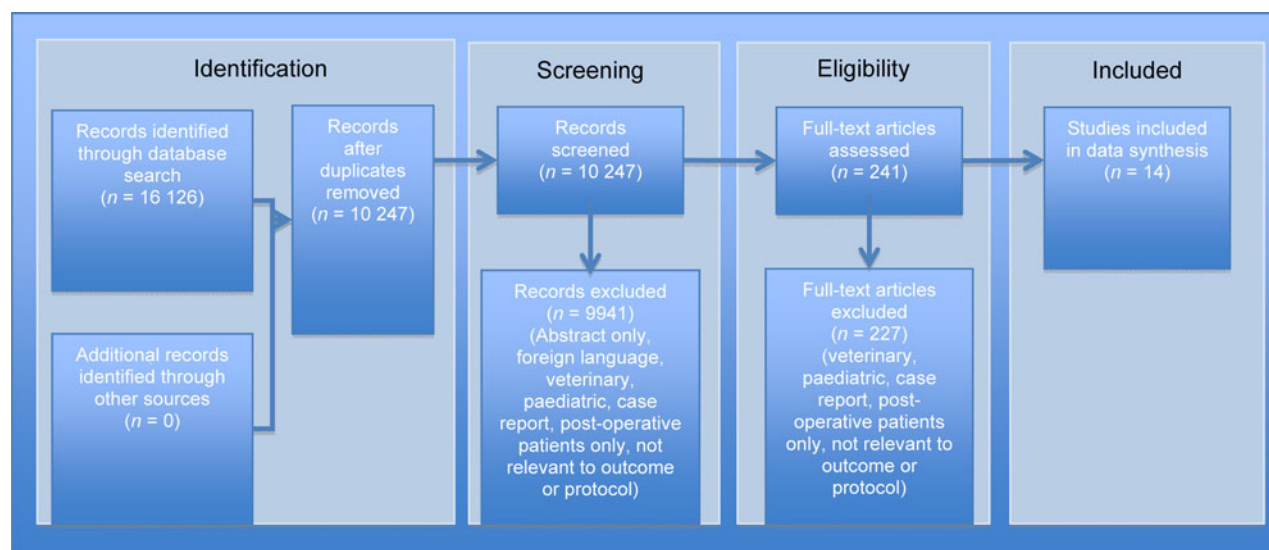 Identification
Records identified
through database
search
(n = 16 126)
Additional records
identified through
other sources
(n = 0)
Records
after
duplicates
removed
(n = 10 247)
Screening
Records
screened
(n = 10 247)
Records excluded
(n = 9941)
(Abstract only,
foreign language,
veterinary,
paediatric, case
report, post-operative
patients only, not
relevant to outcome
or protocol)
Eligibility
Full-text articles
assessed
(n = 241)
Full-text articles
excluded
(n = 227)
(veterinary,
paediatric, case
report, post-
operative patients
only, not relevant to
outcome or
protocol)
Included
Studies included
in data synthesis
(n = 14)